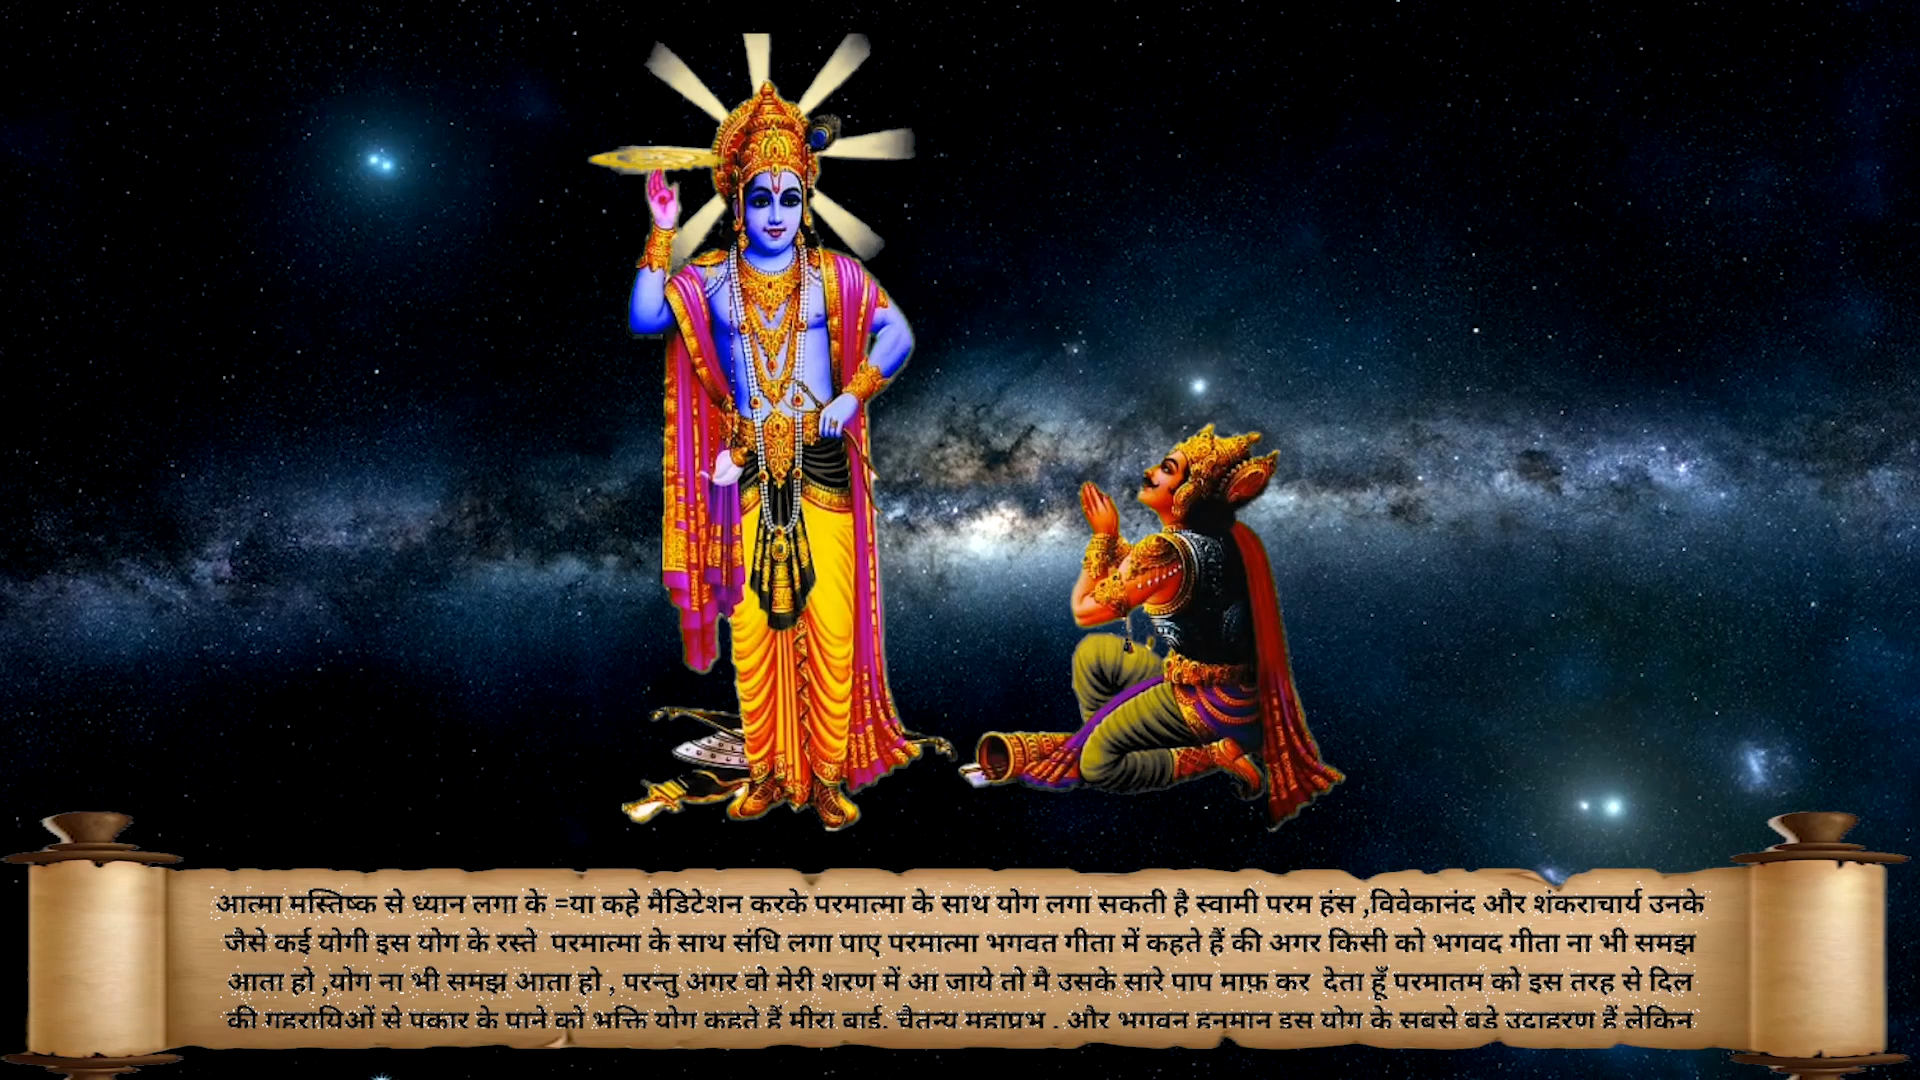 आत्मा मस्तिष्क से ध्यान लगा के =या कहे मैडिटेशन करके परमात्मा के साथ योग लगा सकती है स्वामी परम हंस ,विवेकानंद और शंकराचार्य उनके
जैसे कई योगी इस योग के रस्ते परमात्मा के साथ संधि लगा पाए परमात्मा भगवत गीता में कहते हैं की अगर किसी को भगवद गीता ना भी समझ
आता हो ,योग ना भी समझ आता हो , परन्तु अगर वो मेरी शरण में आ जाये तो मै उसके सारे पाप माफ़ कर देता हूँ परमातम को इस तरह से दिल
की गहरायिओं से पुकार के पाने को भक्ति योग कहते हैं मीरा बाई, चैतन्य महाप्रभु , और भगवन हनुमान इस योग के सबसे बड़े उदाहरण हैं लेकिन